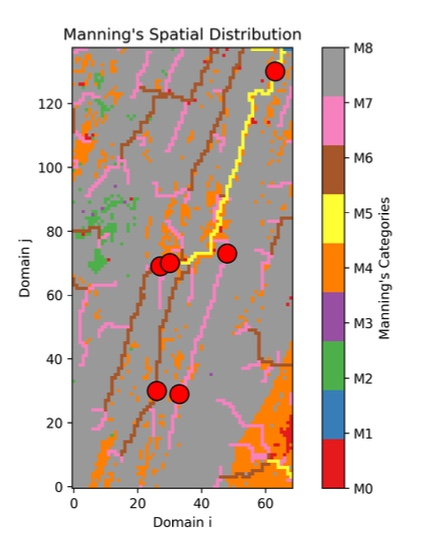 Manning's Spatial Distribution
M8
M7
M6
M5
M4
M3
M2
M1
M0
Manning's Categories
120
100
80
60
40
20
0
Domain j
0 20 40 60
Domain i